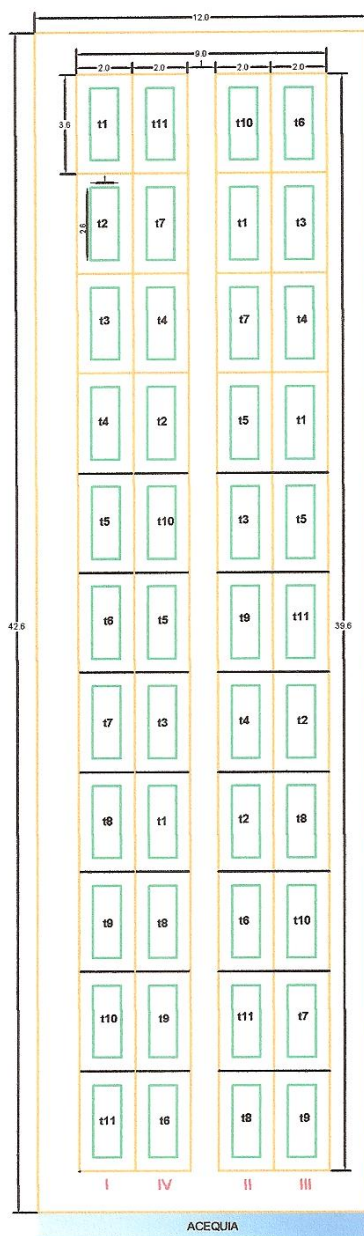 12.0
9.0
2.0 2.0 1 2.0 2.0
3.6
t1 t11 t10 t6
1
2.6
t2 t7 t1 t3
t3 t4 t7 t4
t4 t2 t5 t1
t5 t10 t3 t5
t6 t5 t9 t11
42.6 39.6
t7 t3 t4 t2
t8 t1 t2 t8
t9 t8 t6 t10
t10 t9 t11 t7
t11 t6 t8 t9
I IV II III
ACEQUIA